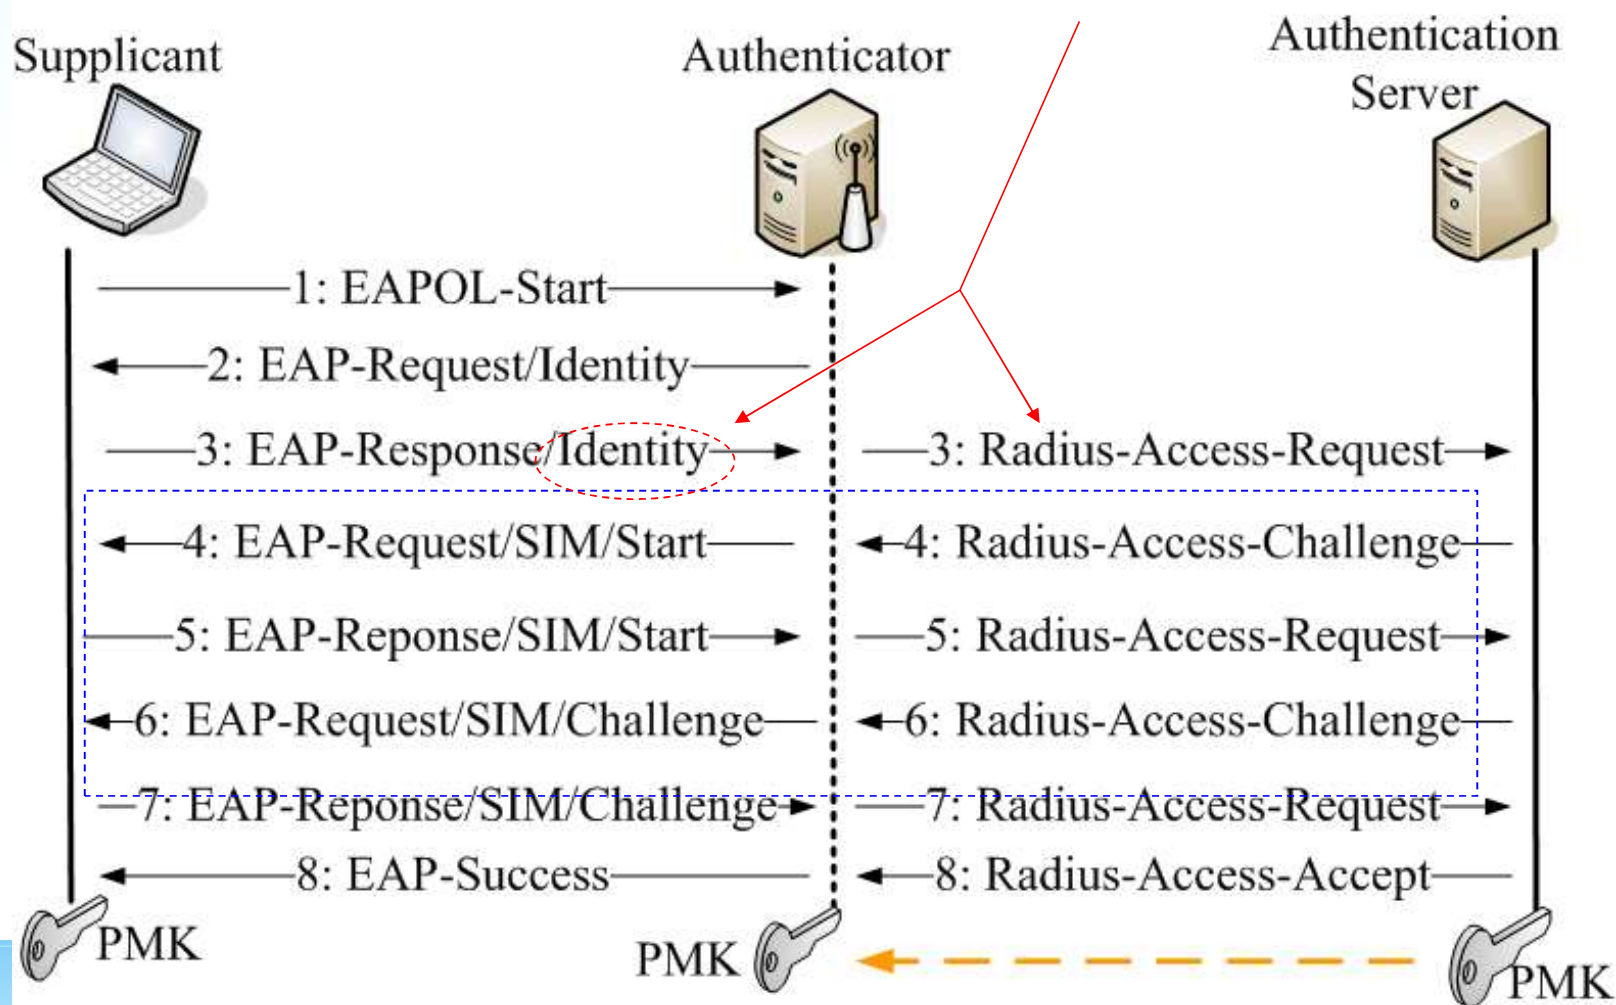 Supplicant
Authenticator
Authentication
Server
1: EAPOL-Start
2: EAP-Request/Identity
3: EAP-Response/Identity
3: Radius-Access-Request
4: EAP-Request/SIM/Start
4: Radius-Access-Challenge
5: EAP-Reponse/SIM/Start
5: Radius-Access-Request
6: EAP-Request/SIM/Challenge
6: Radius-Access-Challenge
7: EAP-Reponse/SIM/Challenge
7: Radius-Access-Request
8: EAP-Success
8: Radius-Access-Accept
PMK
PMK
PMK